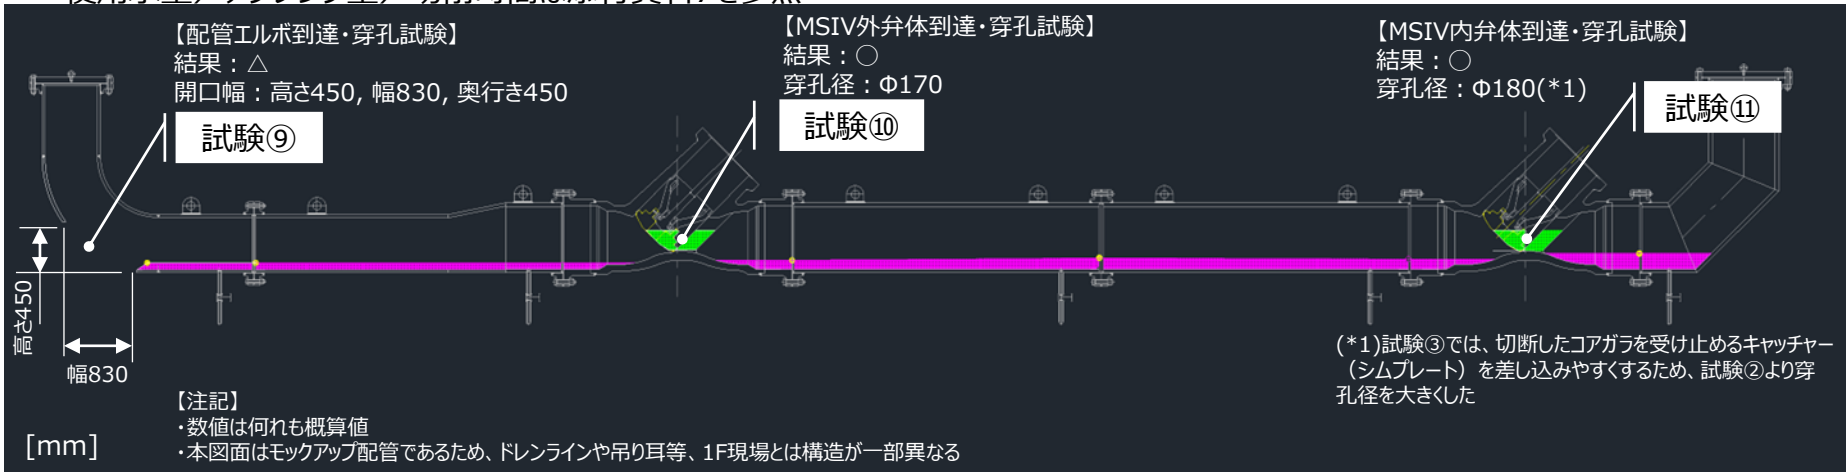 【配管エルボ到達・穿孔試験】
結果：△
開口幅：高さ450, 幅830, 奥行き450
試験⑨
【MSIV外弁体到達・穿孔試験】
結果：○
穿孔径：Φ170
試験⑩
【MSIV内弁体到達・穿孔試験】
結果：○
穿孔径：Φ180(*1)
試験⑪
高さ450
幅830
(*1)試験③では、切断したコアガラを受け止めるキャッチャー
（シムプレート）を差し込みやすくするため、試験②より穿
孔径を大きくした
【注記】
・数値は何れも概算値
・本図面はモックアップ配管であるため、ドレンラインや吊り耳等、1F現場とは構造が一部異なる
[mm]